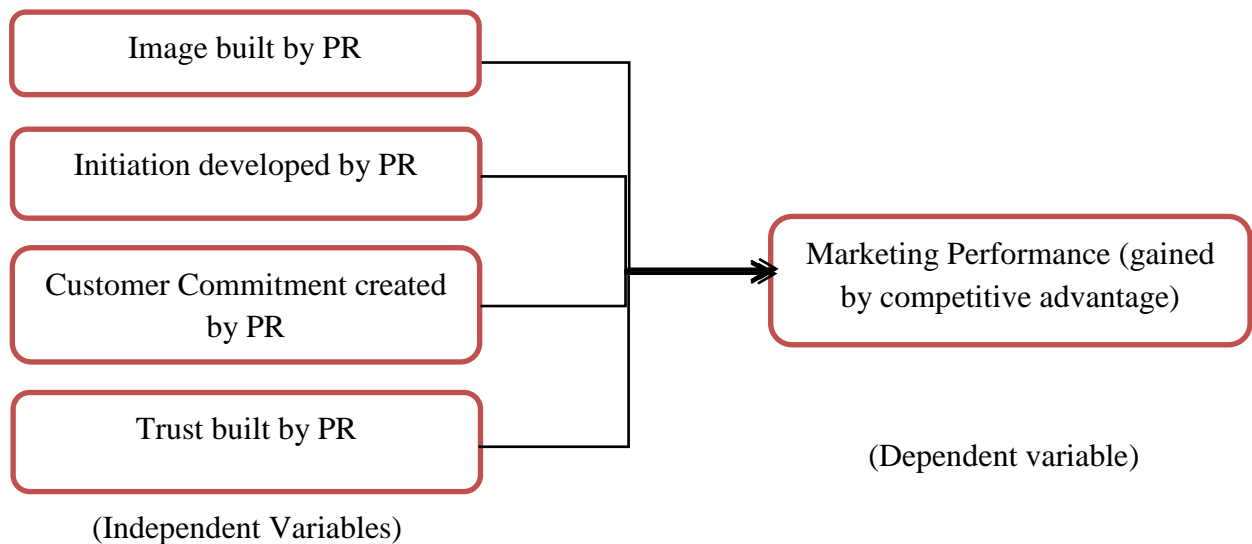 Image built by PR
Initiation developed by PR
Customer Commitment created
by PR
Trust built by PR
(Independent Variables)
Marketing Performance (gained
by competitive advantage)
(Dependent variable)